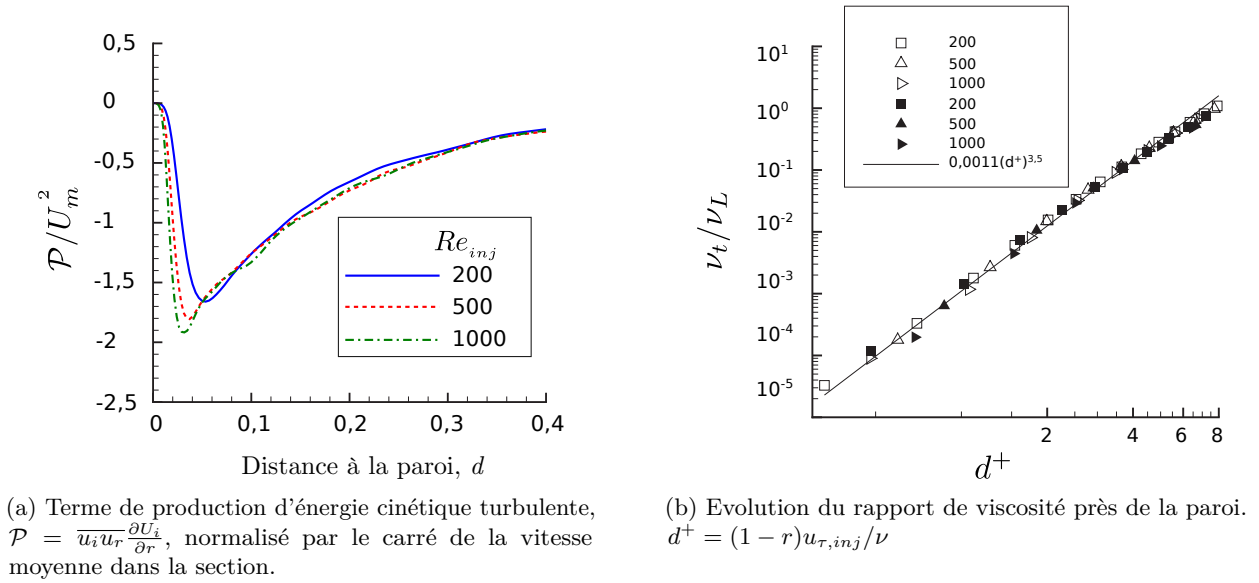 0,5
0
-0,5
-1
-1,5
-2
-2,5
𝒫/U_m^2
0
0,1
0,2
0,3
0,4
Distance à la paroi, d
Re_inj
200
500
1000
(a) Terme de production d'énergie cinétique turbulente,
𝒫 = \overline{u_i u_r} ∂U_i/∂r, normalisé par le carré de la vitesse
moyenne dans la section.
200
500
1000
200
500
1000
0,0011(d⁺)^3,5
10^1
10^0
10^-1
10^-2
10^-3
10^-4
10^-5
ν_t/ν_L
2
4
6
8
d⁺
(b) Evolution du rapport de viscosité près de la paroi.
d⁺ = (1 − r)u_τ,inj/ν